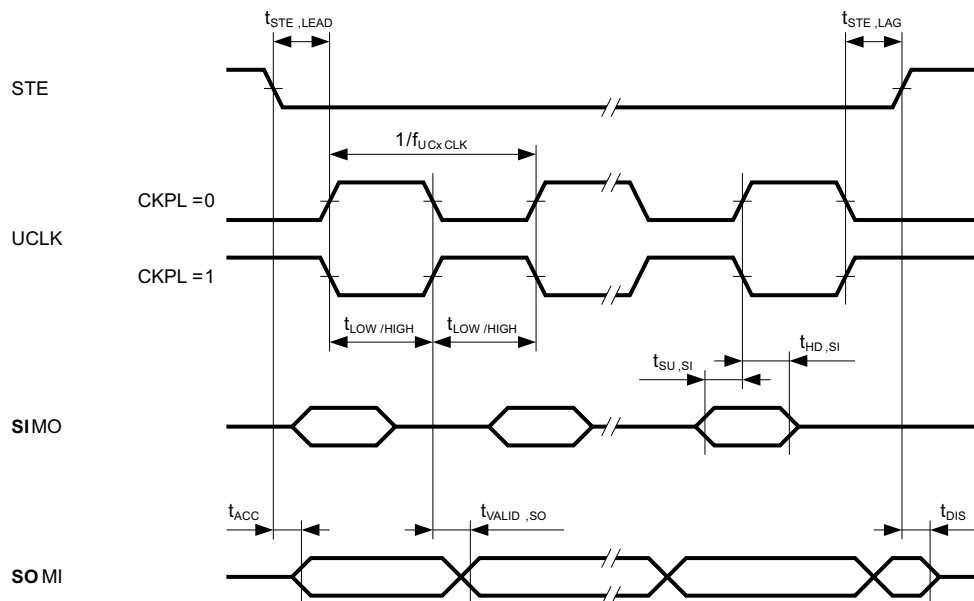 tSTE,LEAD
tSTE,LAG
STE
1/fUCxCLK
CKPL=0
UCLK
CKPL=1
tLOW/HIGH tLOW/HIGH
tHD,SI
tSU,SI
SIMO
tACC
tVALID,SO
tDIS
SOMI